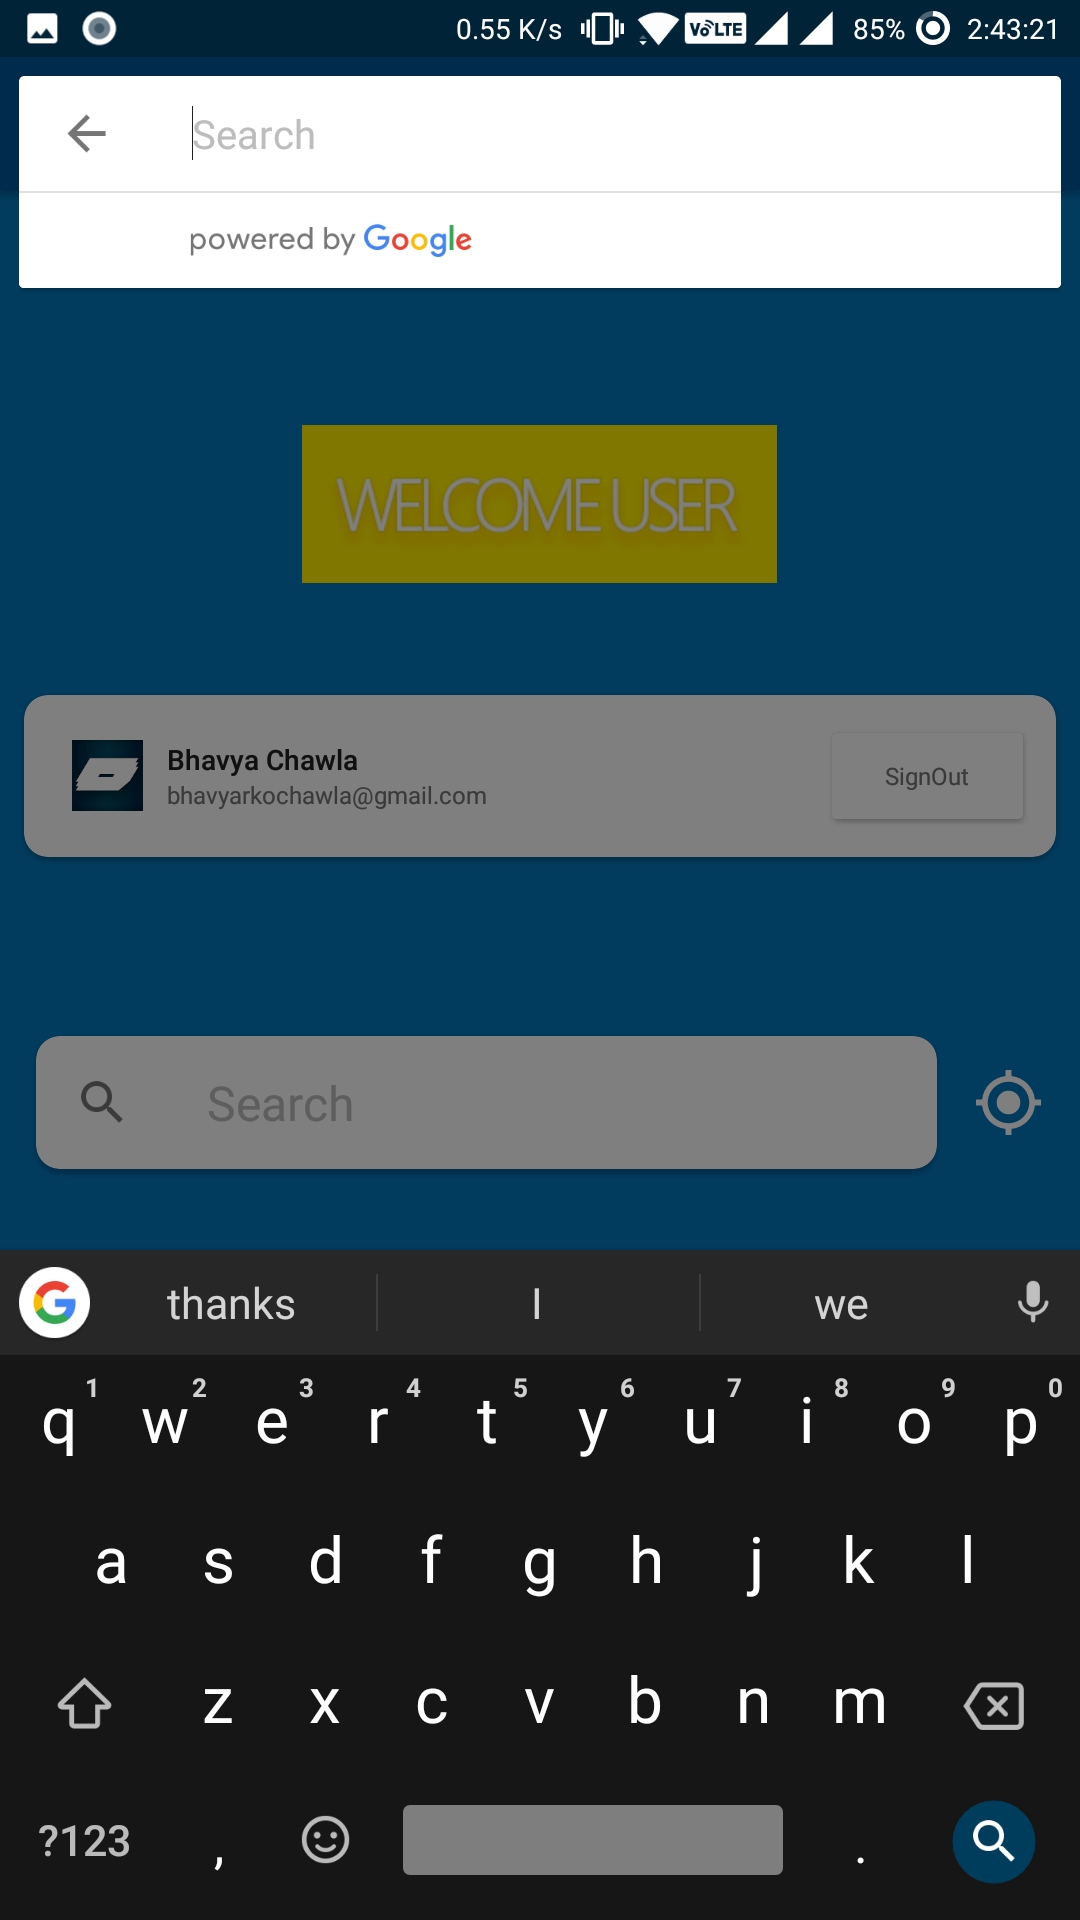 0.55 K/s VoLTE 85% 2:43:21
Search
powered by Google
WELCOME USER
Bhavya Chawla
bhavyarkochawla@gmail.com
SignOut
Search
thanks I we
1 2 3 4 5 6 7 8 9 0
q w e r t y u i o p
a s d f g h j k l
z x c v b n m
?123 , .